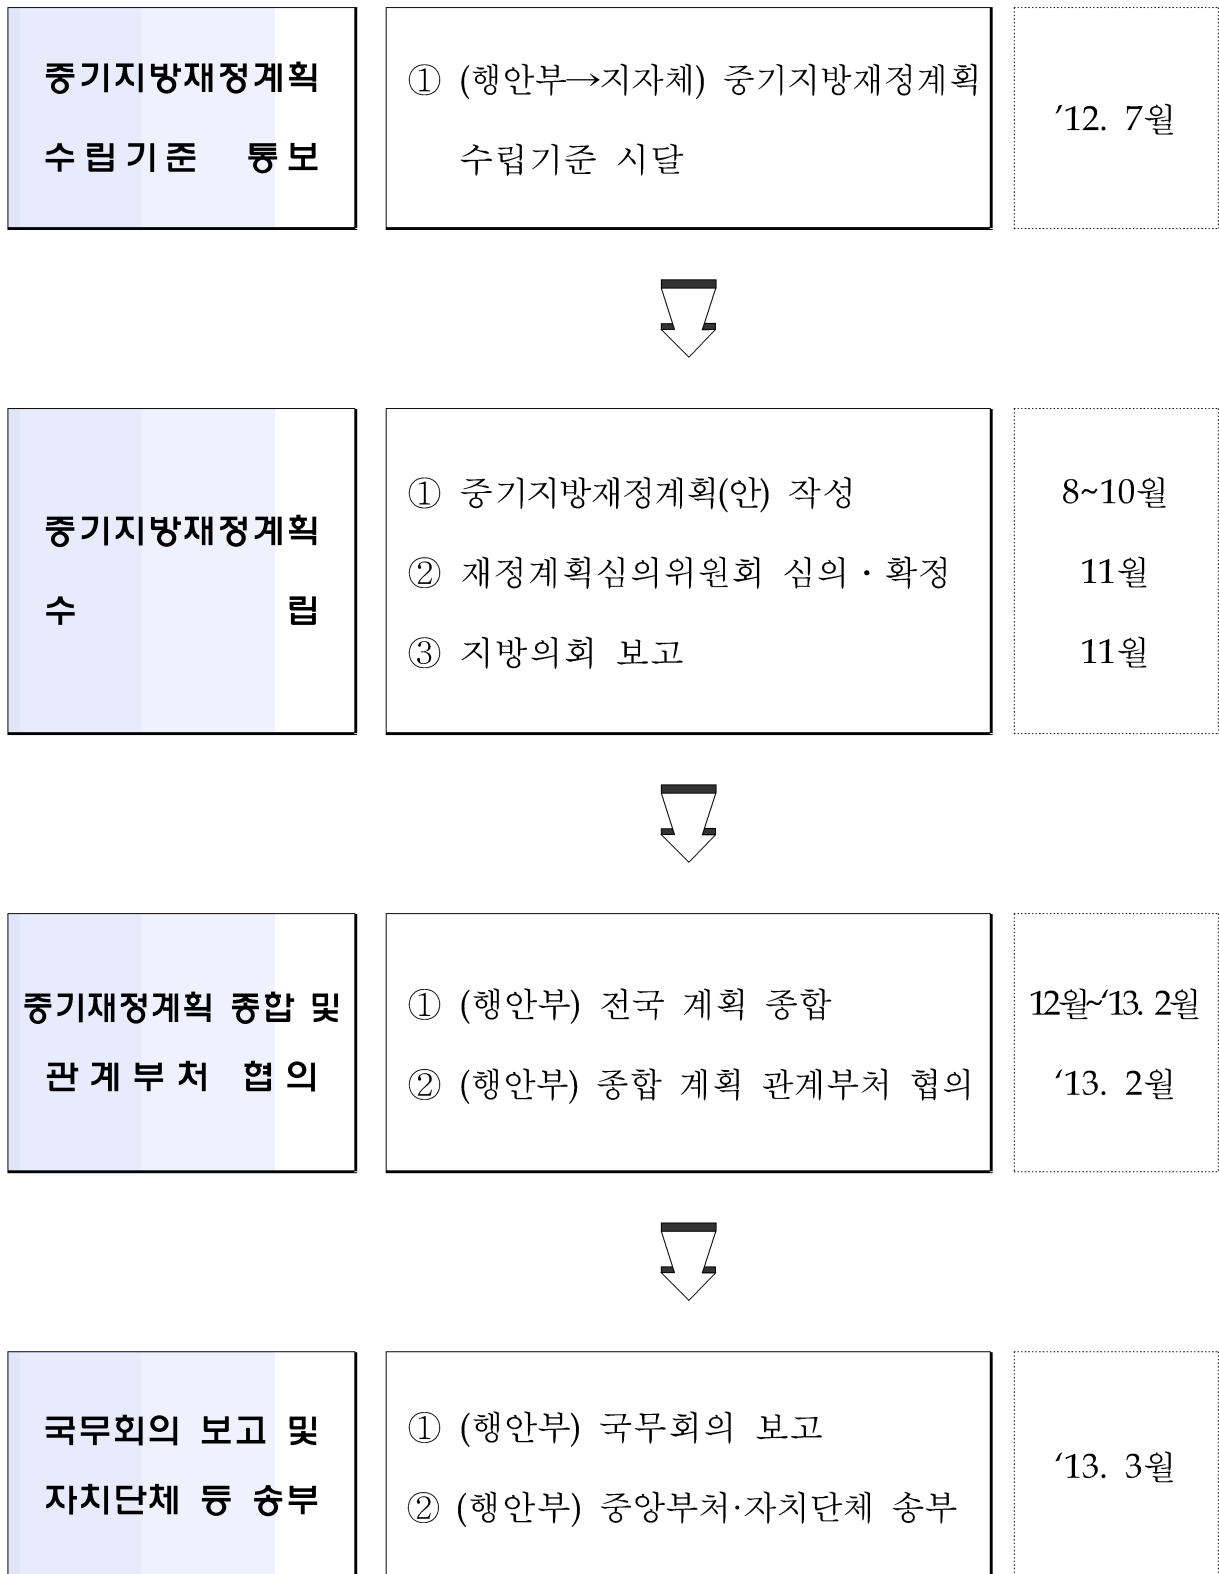 중기지방재정계획
수립기준 통보
① (행안부→지자체) 중기지방재정계획
수립기준 시달
′12. 7월
중기지방재정계획
수 립
① 중기지방재정계획(안) 작성
② 재정계획심의위원회 심의·확정
③ 지방의회 보고
8~10월
11월
11월
중기재정계획 종합 및
관계부처 협의
① (행안부) 전국 계획 종합
② (행안부) 종합 계획 관계부처 협의
12월~‘13. 2월
‘13. 2월
국무회의 보고 및
자치단체 등 송부
① (행안부) 국무회의 보고
② (행안부) 중앙부처·자치단체 송부
‘13. 3월